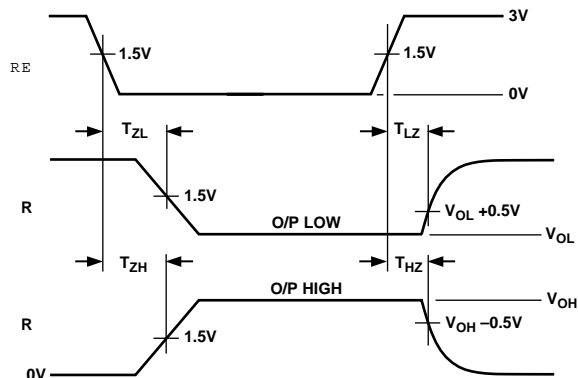 3V
1.5V
1.5V
RE
0V
TZL
TLZ
R
1.5V
O/P LOW
VOL +0.5V
VOL
TZH
THZ
O/P HIGH
VOH
R
1.5V
VOH –0.5V
0V